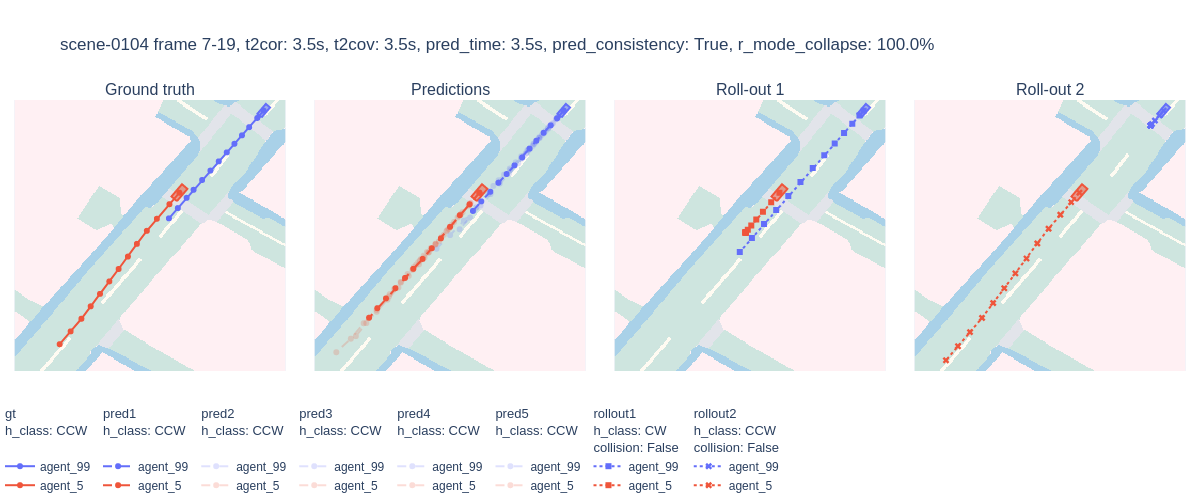 scene-0104 frame 7-19, t2cor: 3.5s, t2cov: 3.5s, pred_time: 3.5s, pred_consistency: True, r_mode_collapse: 100.0%
Ground truth
Predictions
Roll-out 1
Roll-out 2
gt
h_class: CCW
agent_99
agent_5
pred1
h_class: CCW
agent_99
agent_5
pred2
h_class: CCW
agent_99
agent_5
pred3
h_class: CCW
agent_99
agent_5
pred4
h_class: CCW
agent_99
agent_5
pred5
h_class: CCW
agent_99
agent_5
rollout1
h_class: CW
collision: False
agent_99
agent_5
rollout2
h_class: CCW
collision: False
agent_99
agent_5